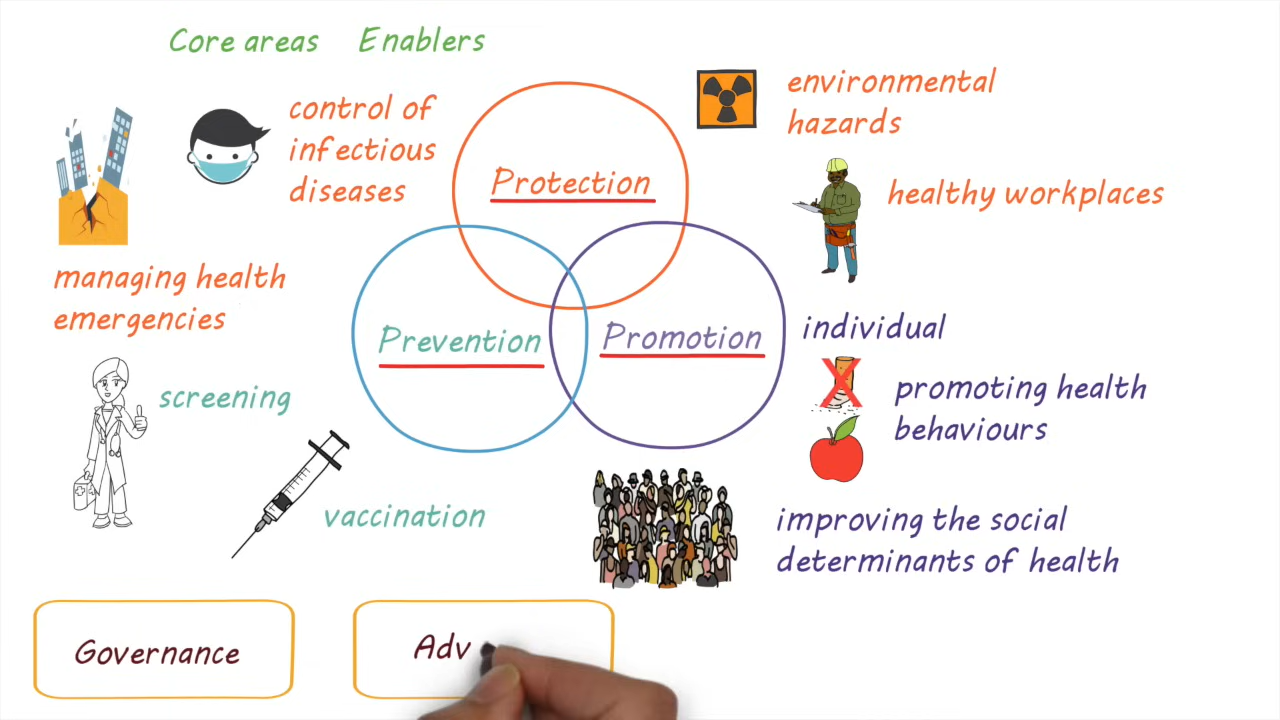 Core areas Enablers
control of
infectious
diseases
environmental
hazards
Protection
healthy workplaces
managing health
emergencies
Prevention
Promotion
individual
screening
promoting health
behaviours
vaccination
improving the social
determinants of health
Governance
Adv